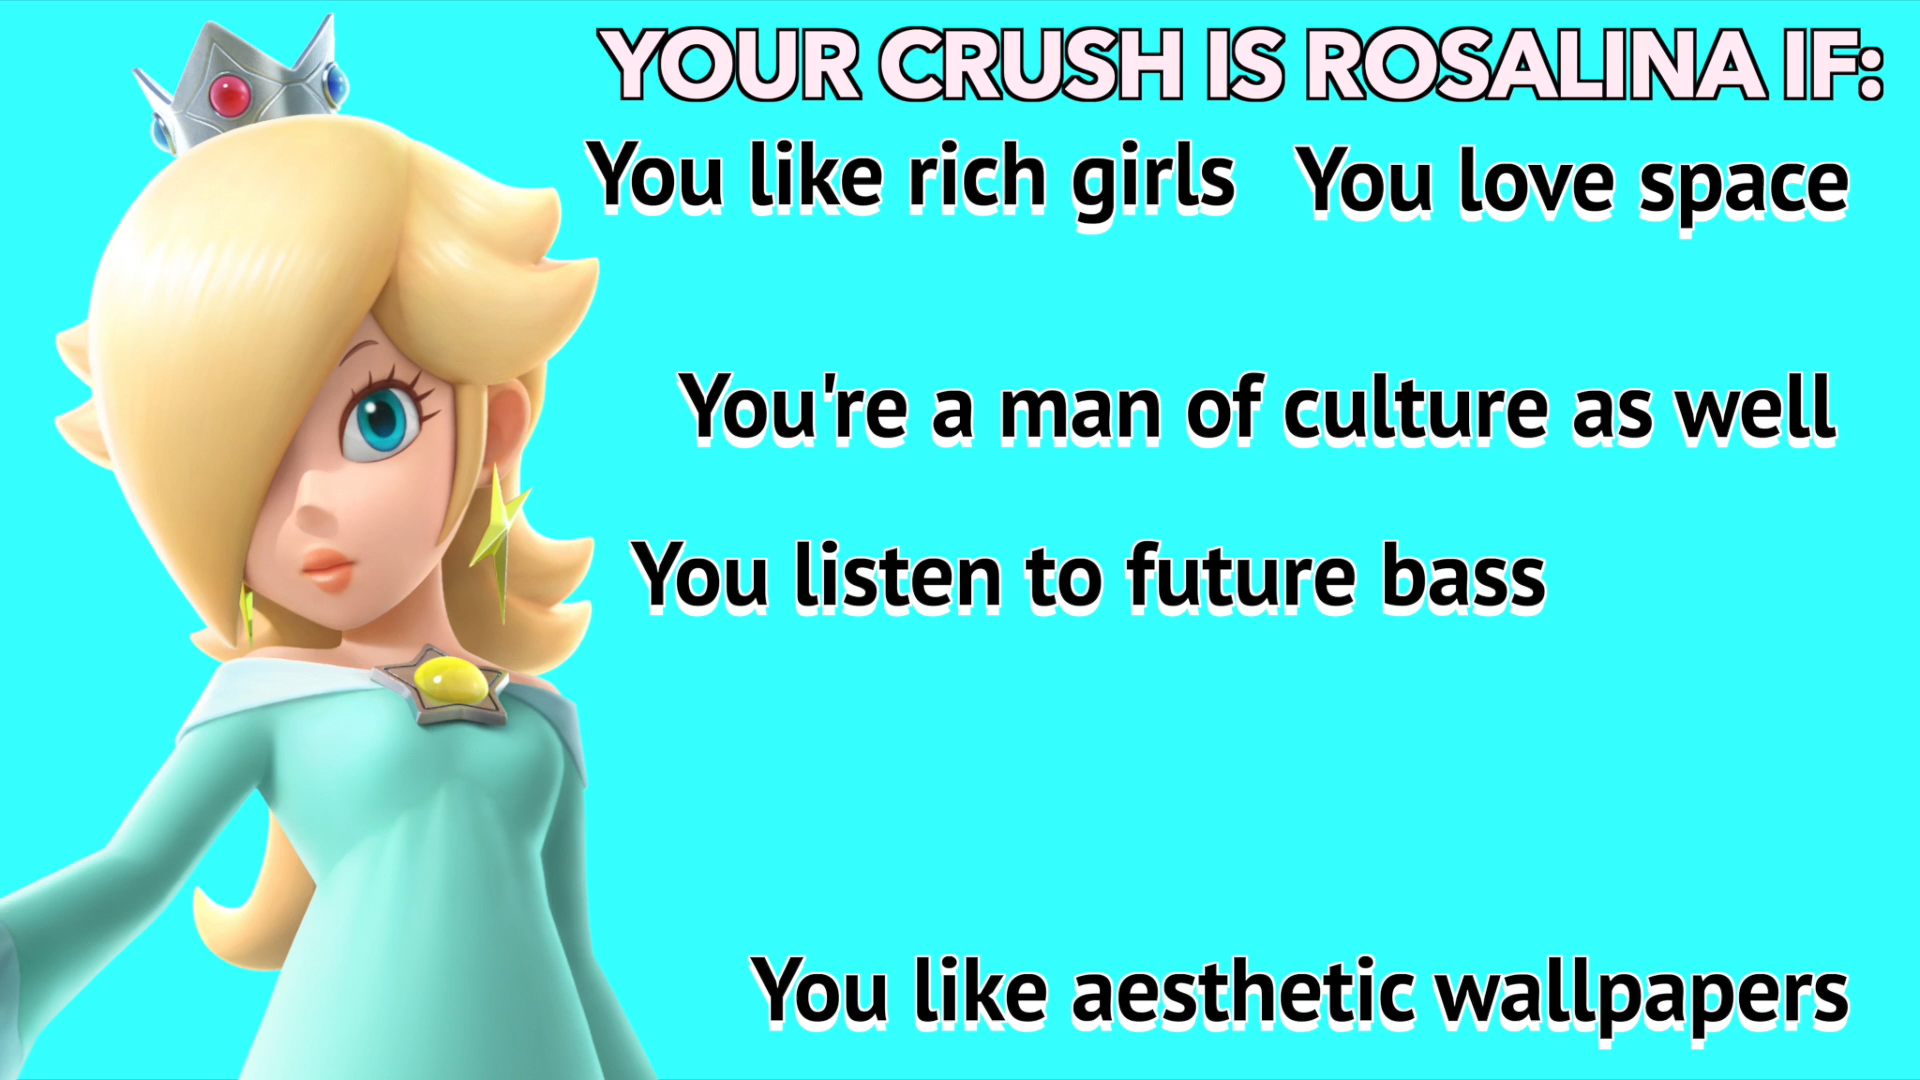 YOUR CRUSH IS ROSALINA IF:
You like rich girls
You love space
You're a man of culture as well
You listen to future bass
You like aesthetic wallpapers